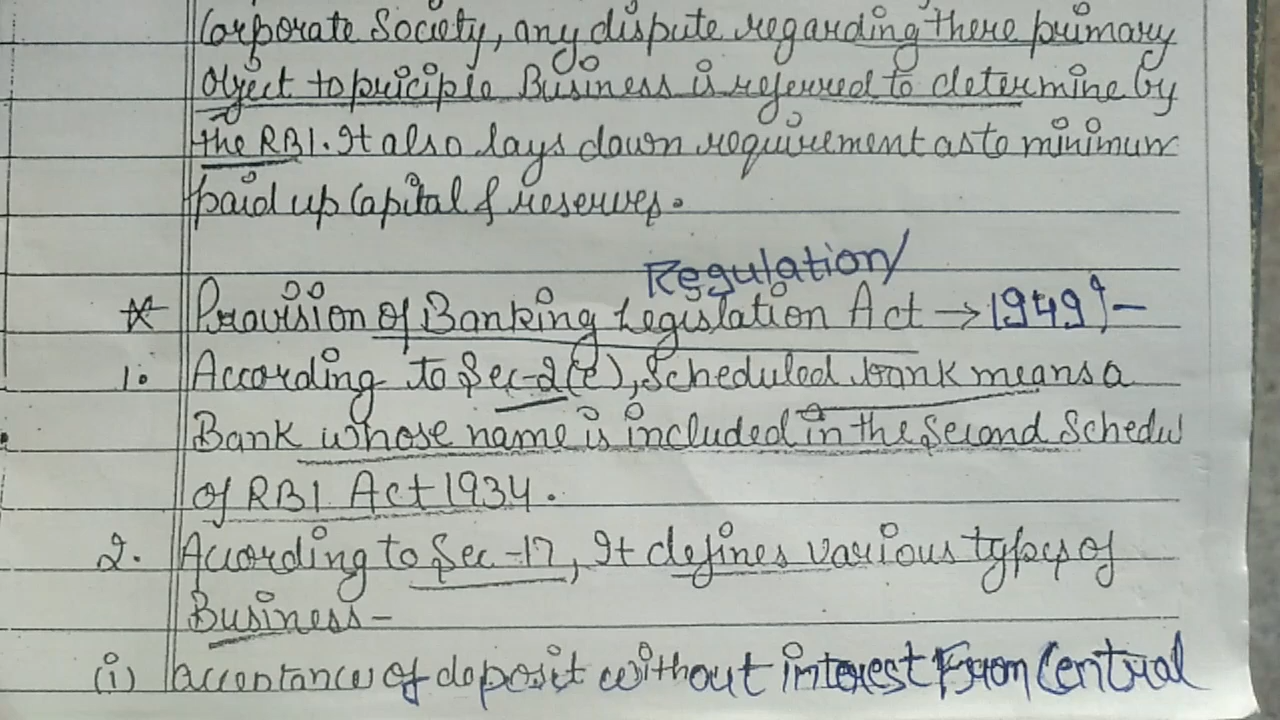 Corporate Society, any dispute regarding there primary
object to priciple Business is referred to determine by
the RBI. It also lays down requirement as to minimum
paid up Capital & reserves.
Regulation/
* Provision of Banking Legislation Act → 1949 :-
1. According to Sec-2(e), Scheduled bank means a
Bank whose name is included in the Second Schedul
of RBI Act 1934.
2. According to Sec-17, It defines various types of
Business-
(i) acceptance of deposit without interest From Central